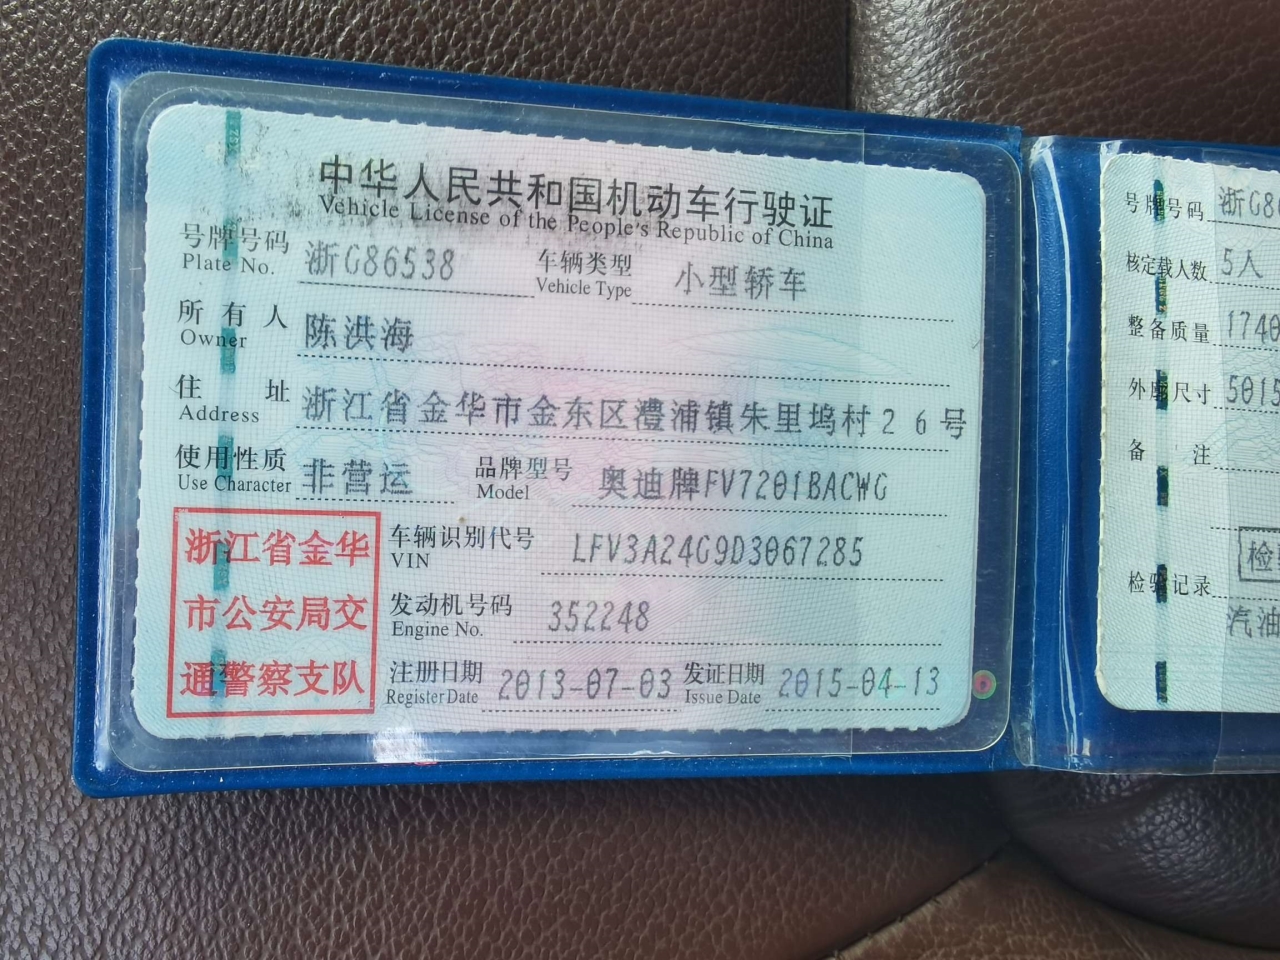 中华人民共和国机动车行驶证
Vehicle License of the People's Republic of China
号牌号码 浙G86538 车辆类型 小型轿车
Plate No. Vehicle Type
所有人 陈洪海
Owner
住址 浙江省金华市金东区澧浦镇朱里坞村26号
Address
使用性质 非营运 品牌型号 奥迪牌FV7201BACWG
Use Character Model
浙江省金华
市公安局交
通警察支队
车辆识别代号 LFV3A24G9D3067285
VIN
发动机号码 352248
Engine No.
注册日期 2013-07-03 发证日期 2015-04-13
Register Date Issue Date
号牌号码 浙G8
核定载人数 5人
整备质量 1740
外廓尺寸 5015
备注
检
检验记录
汽油